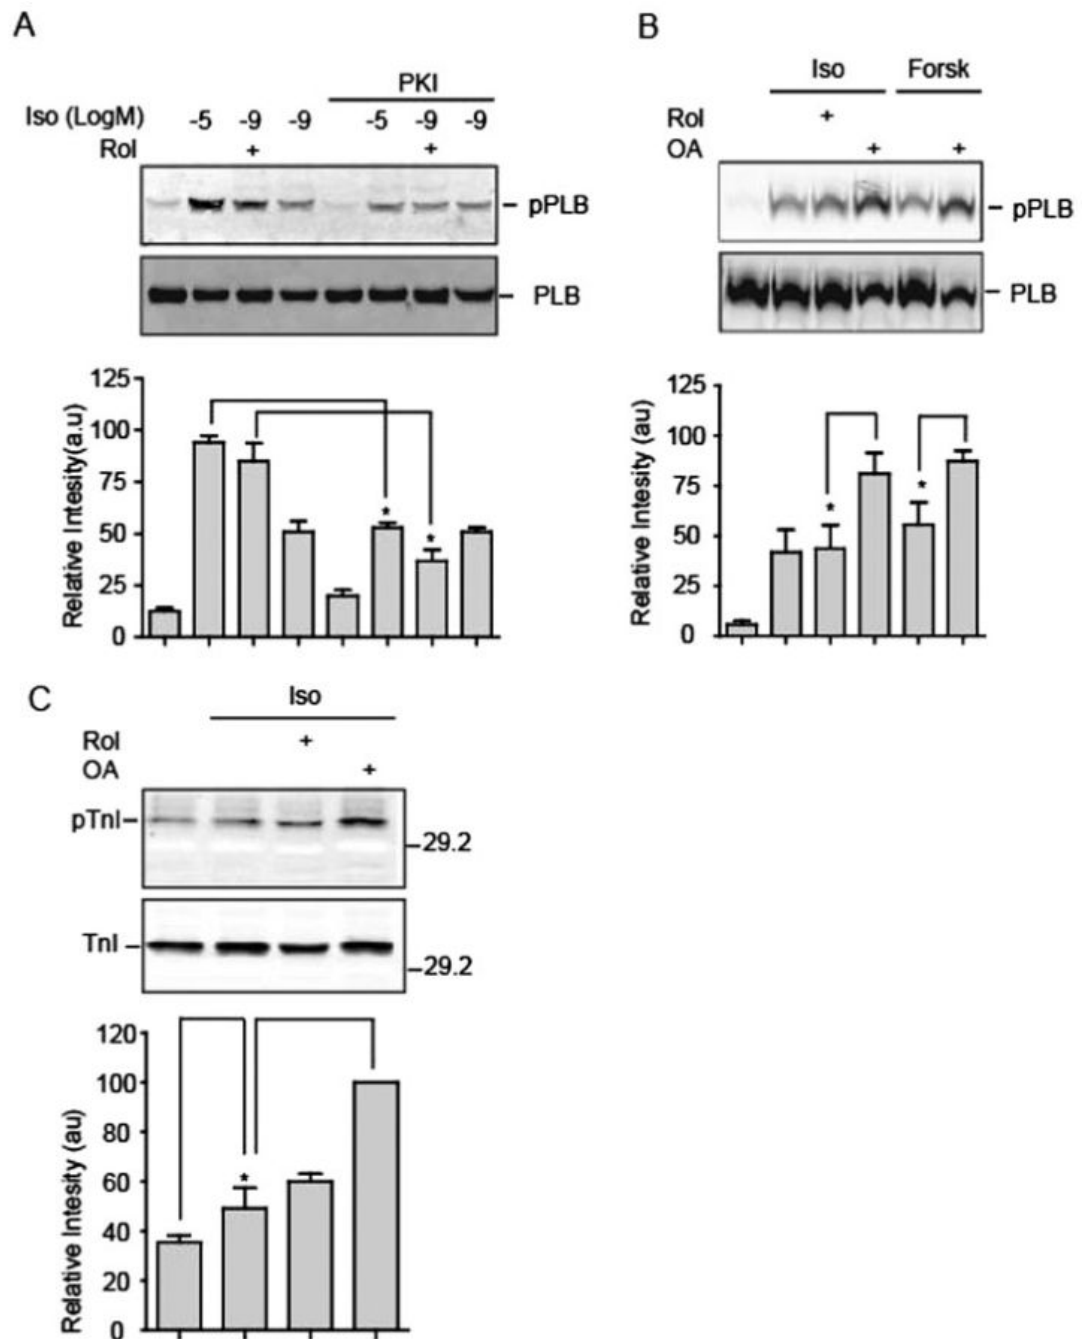 A
PKI
Iso (LogM) -5 -9 -9 -5 -9 -9
Rol + +
pPLB
PLB
Relative Intesity(a.u)
125
100
75
50
25
0
* *
B
Iso Forsk
Rol +
OA + +
pPLB
PLB
Relative Intesity (au)
125
100
75
50
25
0
* *
C
Iso
Rol +
OA +
pTnI
29.2
TnI
29.2
Relative Intesity (au)
120
100
80
60
40
20
0
*